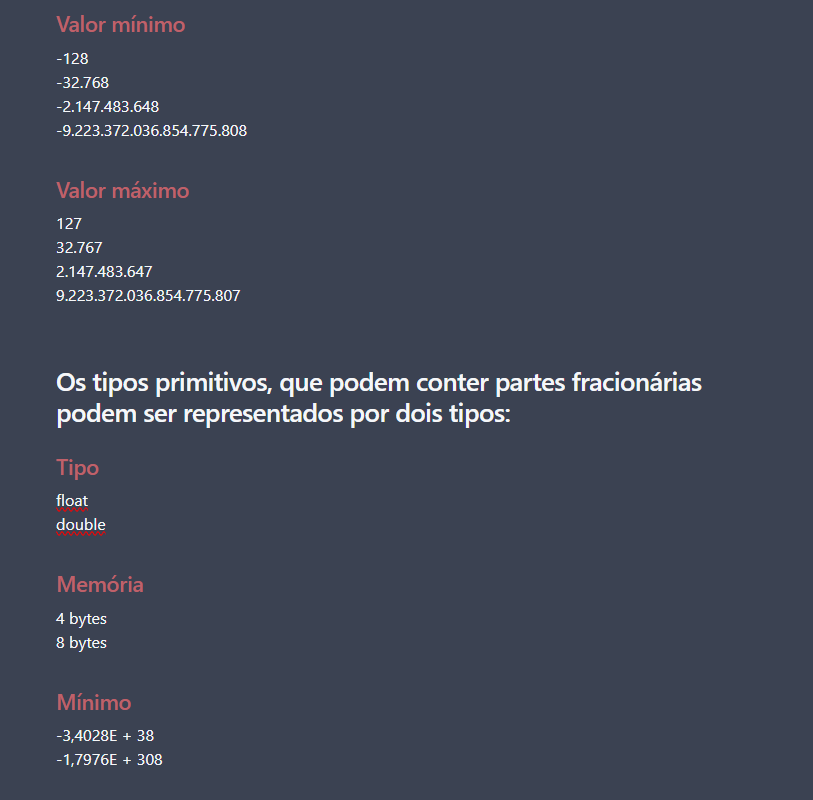 Valor mínimo
-128
-32.768
-2.147.483.648
-9.223.372.036.854.775.808
Valor máximo
127
32.767
2.147.483.647
9.223.372.036.854.775.807
Os tipos primitivos, que podem conter partes fracionárias
podem ser representados por dois tipos:
Tipo
float
double
Memória
4 bytes
8 bytes
Mínimo
-3,4028E + 38
-1,7976E + 308